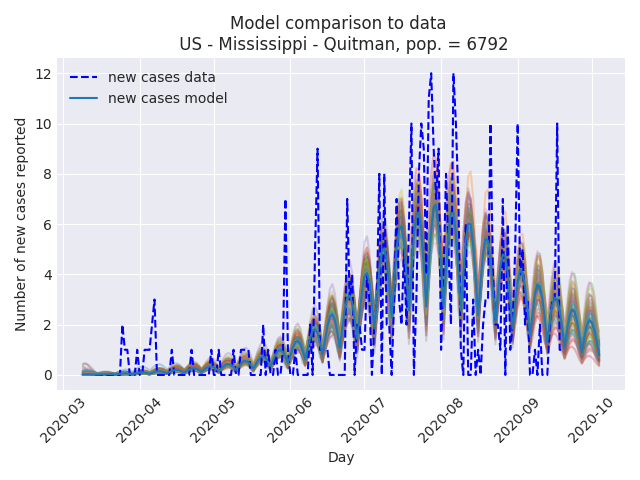 Model comparison to data
US - Mississippi - Quitman, pop. = 6792
new cases data
new cases model
Number of new cases reported
12
10
8
6
4
2
0
2020-03
2020-04
2020-05
2020-06
2020-07
2020-08
2020-09
2020-10
Day